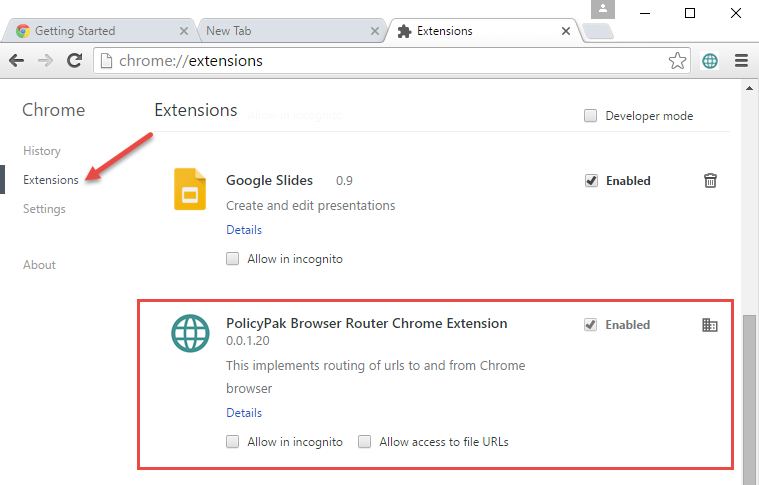 Getting Started
New Tab
Extensions
chrome://extensions
Chrome
Extensions
Allow in incognito
Developer mode
History
Extensions
Settings
About
Google Slides 0.9
Enabled
Create and edit presentations
Details
Allow in incognito
PolicyPak Browser Router Chrome Extension
Enabled
0.0.1.20
This implements routing of urls to and from Chrome
browser
Details
Allow in incognito
Allow access to file URLs